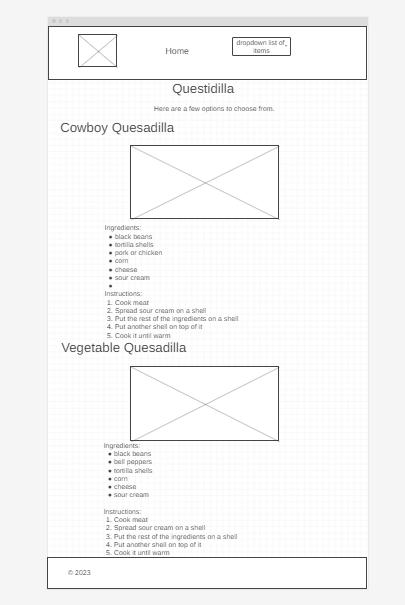 Home
dropdown list of
items
Questidilla
Here are a few options to choose from.
Cowboy Quesadilla
Ingredients:
• black beans
• tortilla shells
• pork or chicken
• corn
• cheese
• sour cream
•
Instructions:
1. Cook meat
2. Spread sour cream on a shell
3. Put the rest of the ingredients on a shell
4. Put another shell on top of it
5. Cook it until warm
Vegetable Quesadilla
Ingredients:
• black beans
• bell peppers
• tortilla shells
• corn
• cheese
• sour cream
Instructions:
1. Cook meat
2. Spread sour cream on a shell
3. Put the rest of the ingredients on a shell
4. Put another shell on top of it
5. Cook it until warm
© 2023